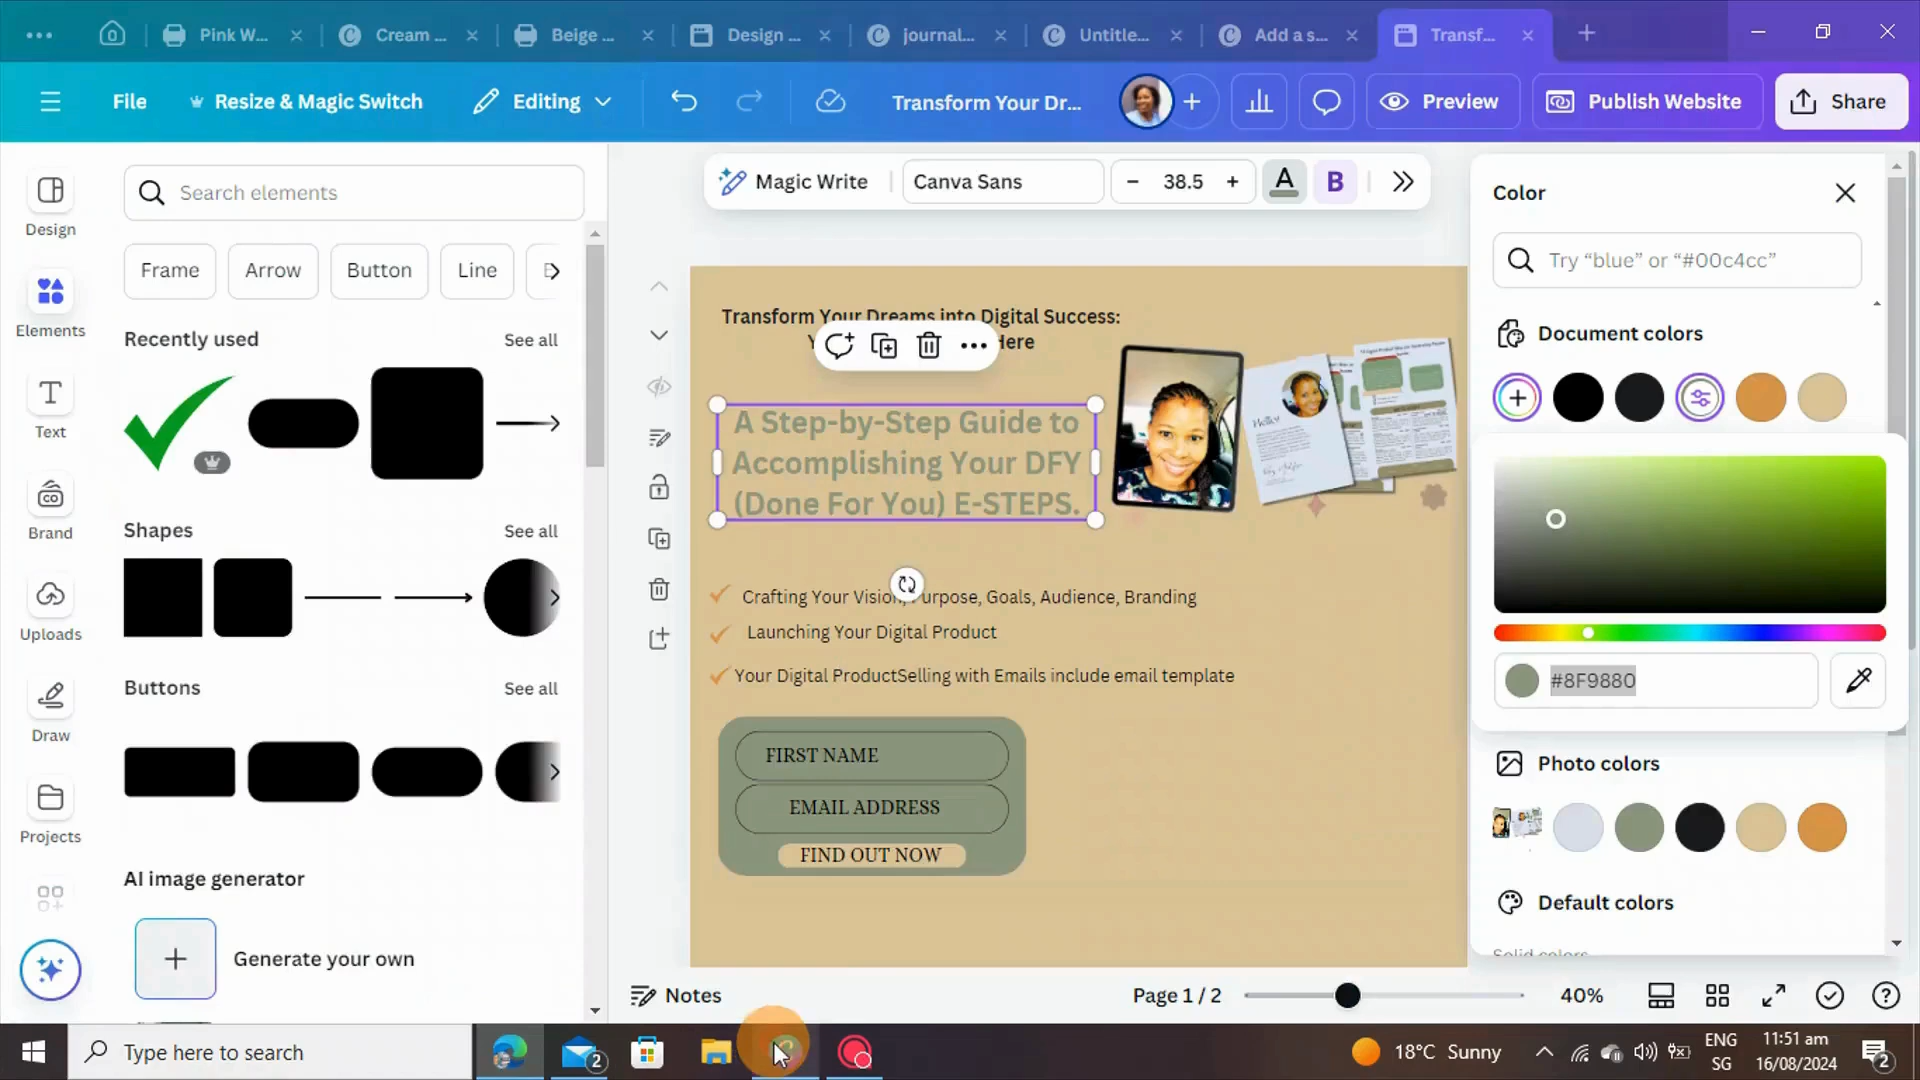 Pink W...
Cream ...
Beige ...
Design ...
journal...
Untitle...
Add a s...
Transf...
File
Resize & Magic Switch
Editing
Transform Your Dr...
Preview
Publish Website
Share
Design
Elements
Text
Brand
Uploads
Draw
Projects
Search elements
Frame
Arrow
Button
Line
Recently used
See all
Shapes
See all
Buttons
See all
AI image generator
Generate your own
Magic Write
Canva Sans
38.5
A
B
Transform Your Dreams into Digital Success:
Here
A Step-by-Step Guide to
Accomplishing Your DFY
(Done For You) E-STEPS.
Hello!
Crafting Your Vision, Purpose, Goals, Audience, Branding
Launching Your Digital Product
Your Digital ProductSelling with Emails include email template
FIRST NAME
EMAIL ADDRESS
FIND OUT NOW
Color
Try “blue” or “#00c4cc”
Document colors
#8F9880
Photo colors
Default colors
Solid colors
Notes
Page 1 / 2
40%
Type here to search
2
18°C Sunny
ENG
SG
11:51 am
16/08/2024
2